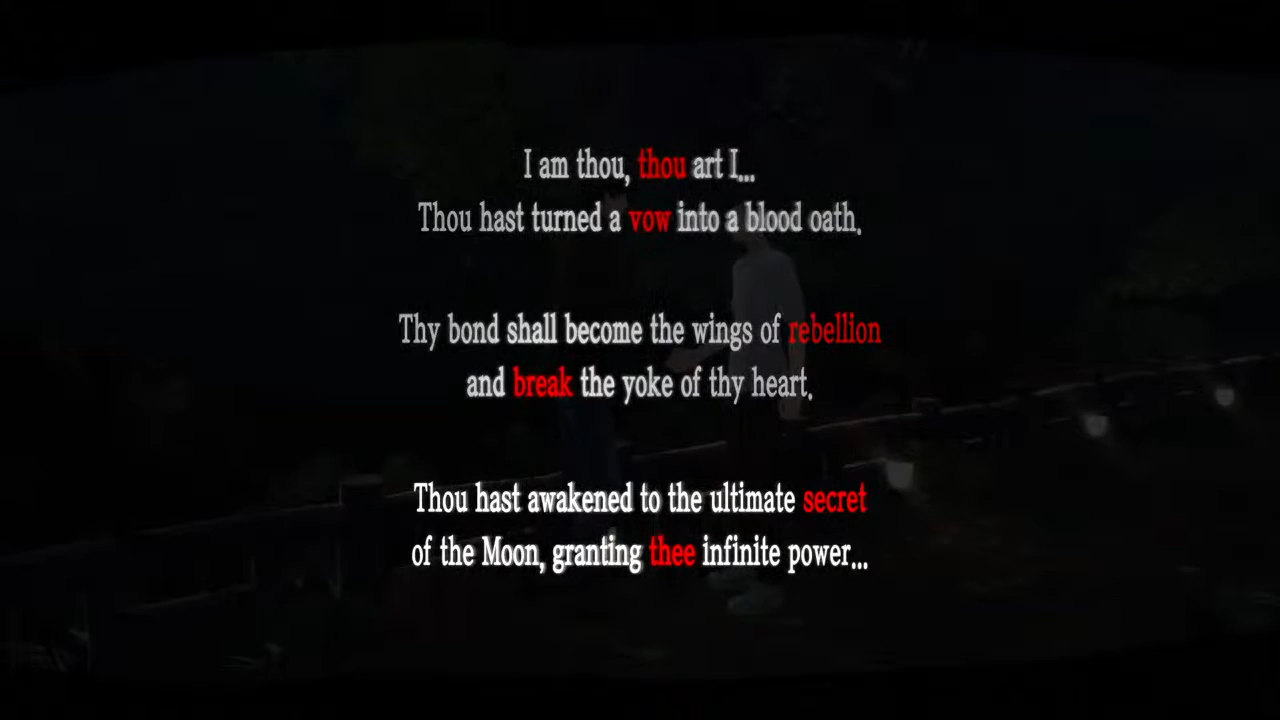 I am thou, thou art I...
Thou hast turned a vow into a blood oath.
Thy bond shall become the wings of rebellion
and break the yoke of thy heart.
Thou hast awakened to the ultimate secret
of the Moon, granting thee infinite power...